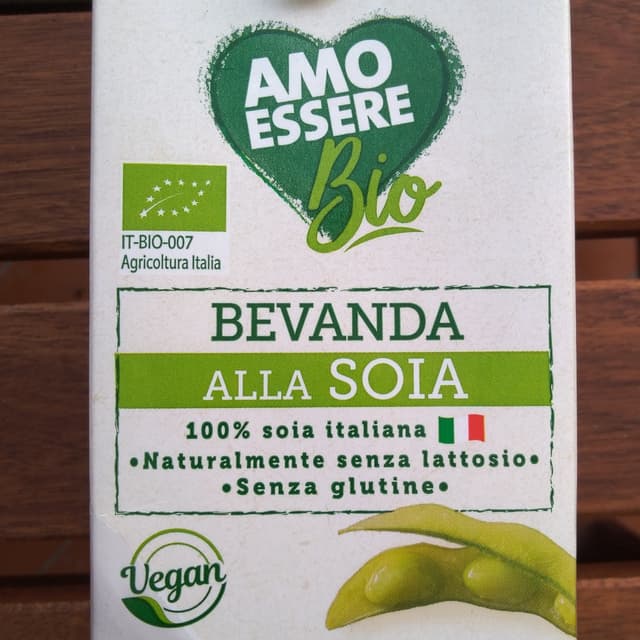 AMO
ESSERE
Bio
IT-BIO-007
Agricoltura Italia
BEVANDA
ALLA SOIA
100% soia italiana
•Naturalmente senza lattosio•
•Senza glutine•
Vegan